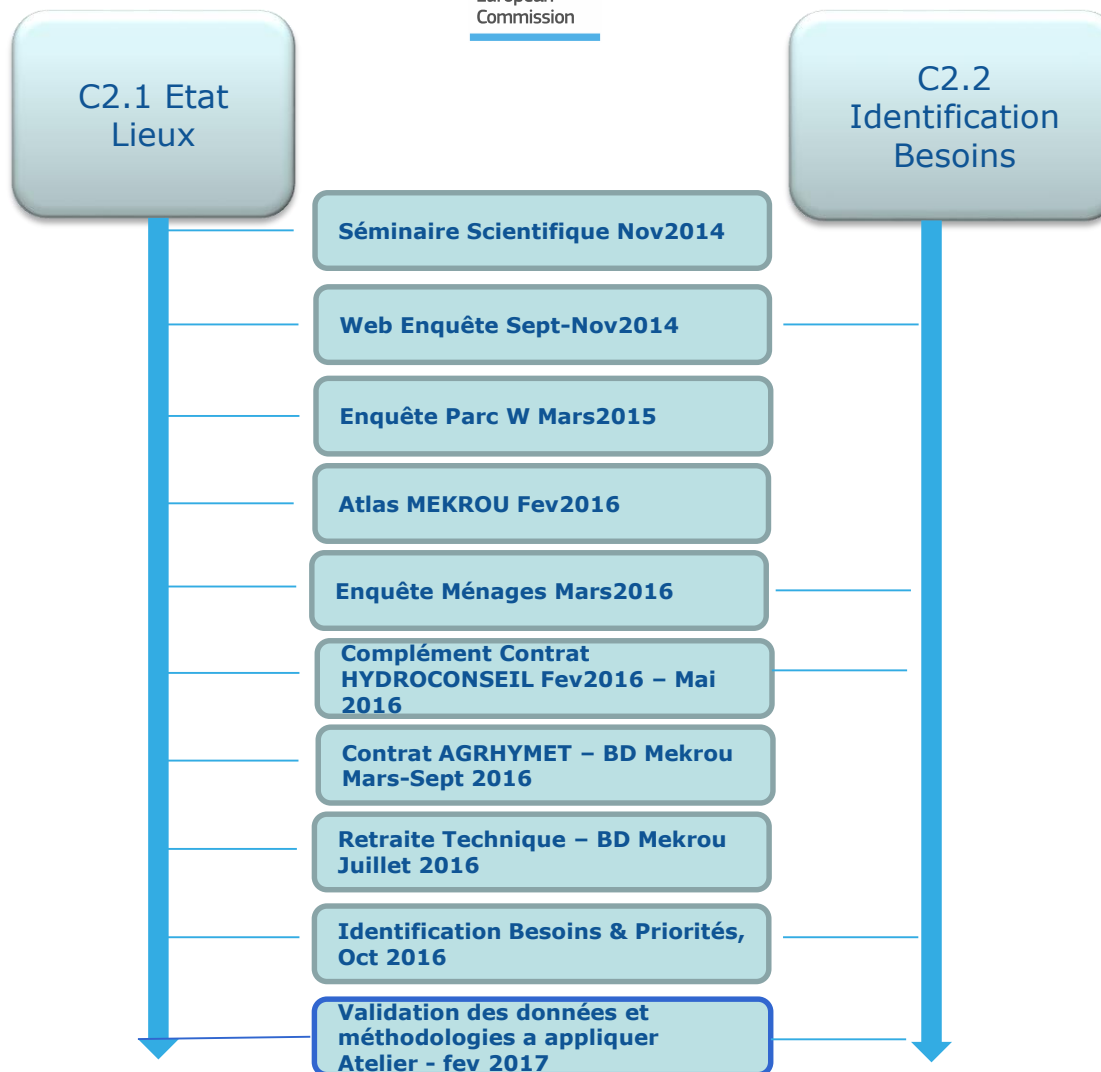 Commission
C2.1 Etat
Lieux
C2.2
Identification
Besoins
Séminaire Scientifique Nov2014
Web Enquête Sept-Nov2014
Enquête Parc W Mars2015
Atlas MEKROU Fev2016
Enquête Ménages Mars2016
Complément Contrat
HYDROCONSEIL Fev2016 – Mai
2016
Contrat AGRHYMET – BD Mekrou
Mars-Sept 2016
Retraite Technique – BD Mekrou
Juillet 2016
Identification Besoins & Priorités,
Oct 2016
Validation des données et
méthodologies a appliquer
Atelier - fev 2017